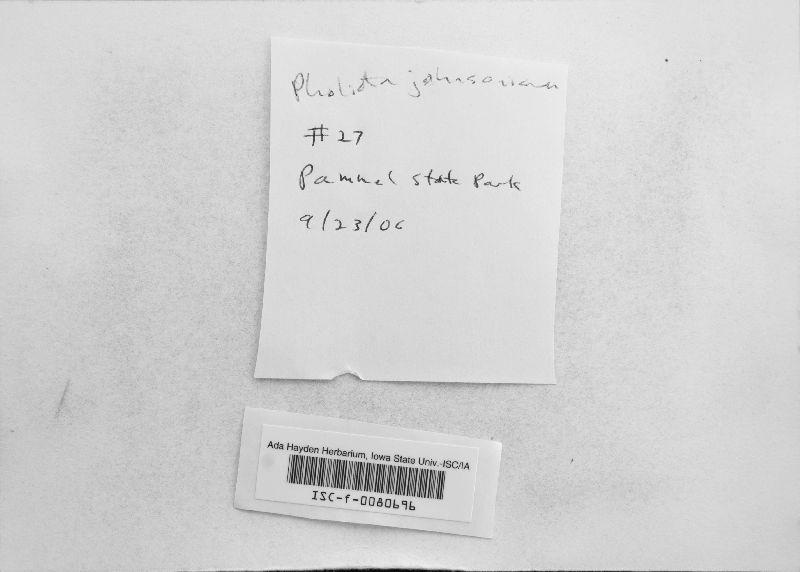 Pholiota johnsoniana
#27
Pammel State Park
9/23/06
Ada Hayden Herbarium, Iowa State Univ.-ISC/IA
ISC-f-0080696